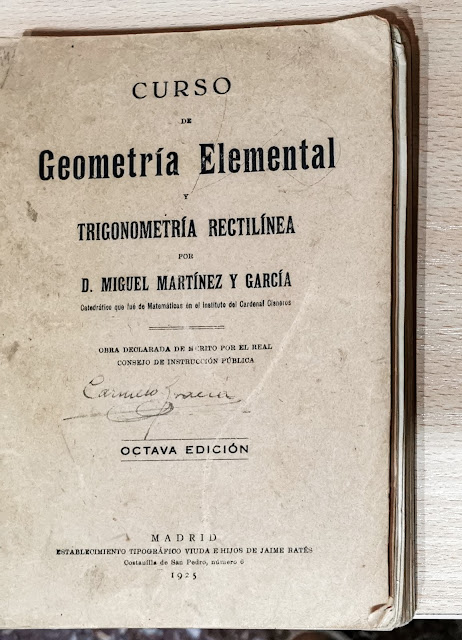 CURSO
DE
Geometría Elemental
Y
TRIGONOMETRÍA RECTILÍNEA
POR
D. MIGUEL MARTÍNEZ Y GARCÍA
Catedrático que fué de Matemáticas en el Instituto del Cardenal Cisneros
OBRA DECLARADA DE MÉRITO POR EL REAL
CONSEJO DE INSTRUCCIÓN PÚBLICA
Carmelo Gracia
OCTAVA EDICIÓN
MADRID
ESTABLECIMIENTO TIPOGRÁFICO VIUDA E HIJOS DE JAIME RATÉS
Costanilla de San Pedro, número 6
1925